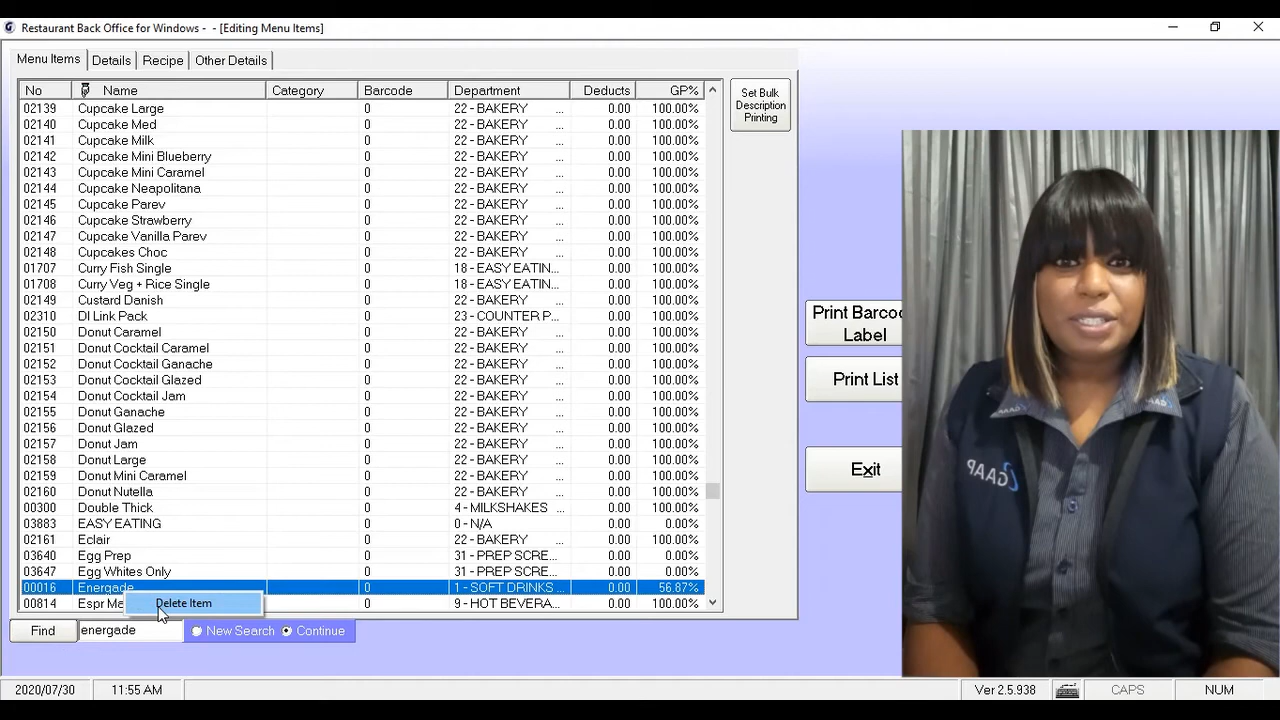 Restaurant Back Office for Windows - - [Editing Menu Items]
Menu Items Details Recipe Other Details
No Name Category Barcode Department Deducts GP%
02139 Cupcake Large 0 22 - BAKERY ... 0.00 100.00%
02140 Cupcake Med 0 22 - BAKERY ... 0.00 100.00%
02141 Cupcake Milk 0 22 - BAKERY ... 0.00 100.00%
02142 Cupcake Mini Blueberry 0 22 - BAKERY ... 0.00 100.00%
02143 Cupcake Mini Caramel 0 22 - BAKERY ... 0.00 100.00%
02144 Cupcake Neapolitana 0 22 - BAKERY ... 0.00 100.00%
02145 Cupcake Parev 0 22 - BAKERY ... 0.00 100.00%
02146 Cupcake Strawberry 0 22 - BAKERY ... 0.00 100.00%
02147 Cupcake Vanilla Parev 0 22 - BAKERY ... 0.00 100.00%
02148 Cupcakes Choc 0 22 - BAKERY ... 0.00 100.00%
01707 Curry Fish Single 0 18 - EASY EATIN... 0.00 100.00%
01708 Curry Veg + Rice Single 0 18 - EASY EATIN... 0.00 100.00%
02149 Custard Danish 0 22 - BAKERY ... 0.00 100.00%
02310 DI Link Pack 0 23 - COUNTER P... 0.00 100.00%
02150 Donut Caramel 0 22 - BAKERY ... 0.00 100.00%
02151 Donut Cocktail Caramel 0 22 - BAKERY ... 0.00 100.00%
02152 Donut Cocktail Ganache 0 22 - BAKERY ... 0.00 100.00%
02153 Donut Cocktail Glazed 0 22 - BAKERY ... 0.00 100.00%
02154 Donut Cocktail Jam 0 22 - BAKERY ... 0.00 100.00%
02155 Donut Ganache 0 22 - BAKERY ... 0.00 100.00%
02156 Donut Glazed 0 22 - BAKERY ... 0.00 100.00%
02157 Donut Jam 0 22 - BAKERY ... 0.00 100.00%
02158 Donut Large 0 22 - BAKERY ... 0.00 100.00%
02159 Donut Mini Caramel 0 22 - BAKERY ... 0.00 100.00%
02160 Donut Nutella 0 22 - BAKERY ... 0.00 100.00%
00300 Double Thick 0 4 - MILKSHAKES ... 0.00 100.00%
03883 EASY EATING 0 0 - N/A 0.00 0.00%
02161 Eclair 0 22 - BAKERY ... 0.00 100.00%
03640 Egg Prep 0 31 - PREP SCRE... 0.00 0.00%
03647 Egg Whites Only 0 31 - PREP SCRE... 0.00 0.00%
00016 Energade 0 1 - SOFT DRINKS ... 0.00 56.87%
00814 Espr Ma 0 9 - HOT BEVERA... 0.00 100.00%
Delete Item
Find energade New Search Continue
Set Bulk
Description
Printing
Print Barco
Label
Print List
Exit
GAAP
2020/07/30 11:55 AM Ver 2.5.938 CAPS NUM